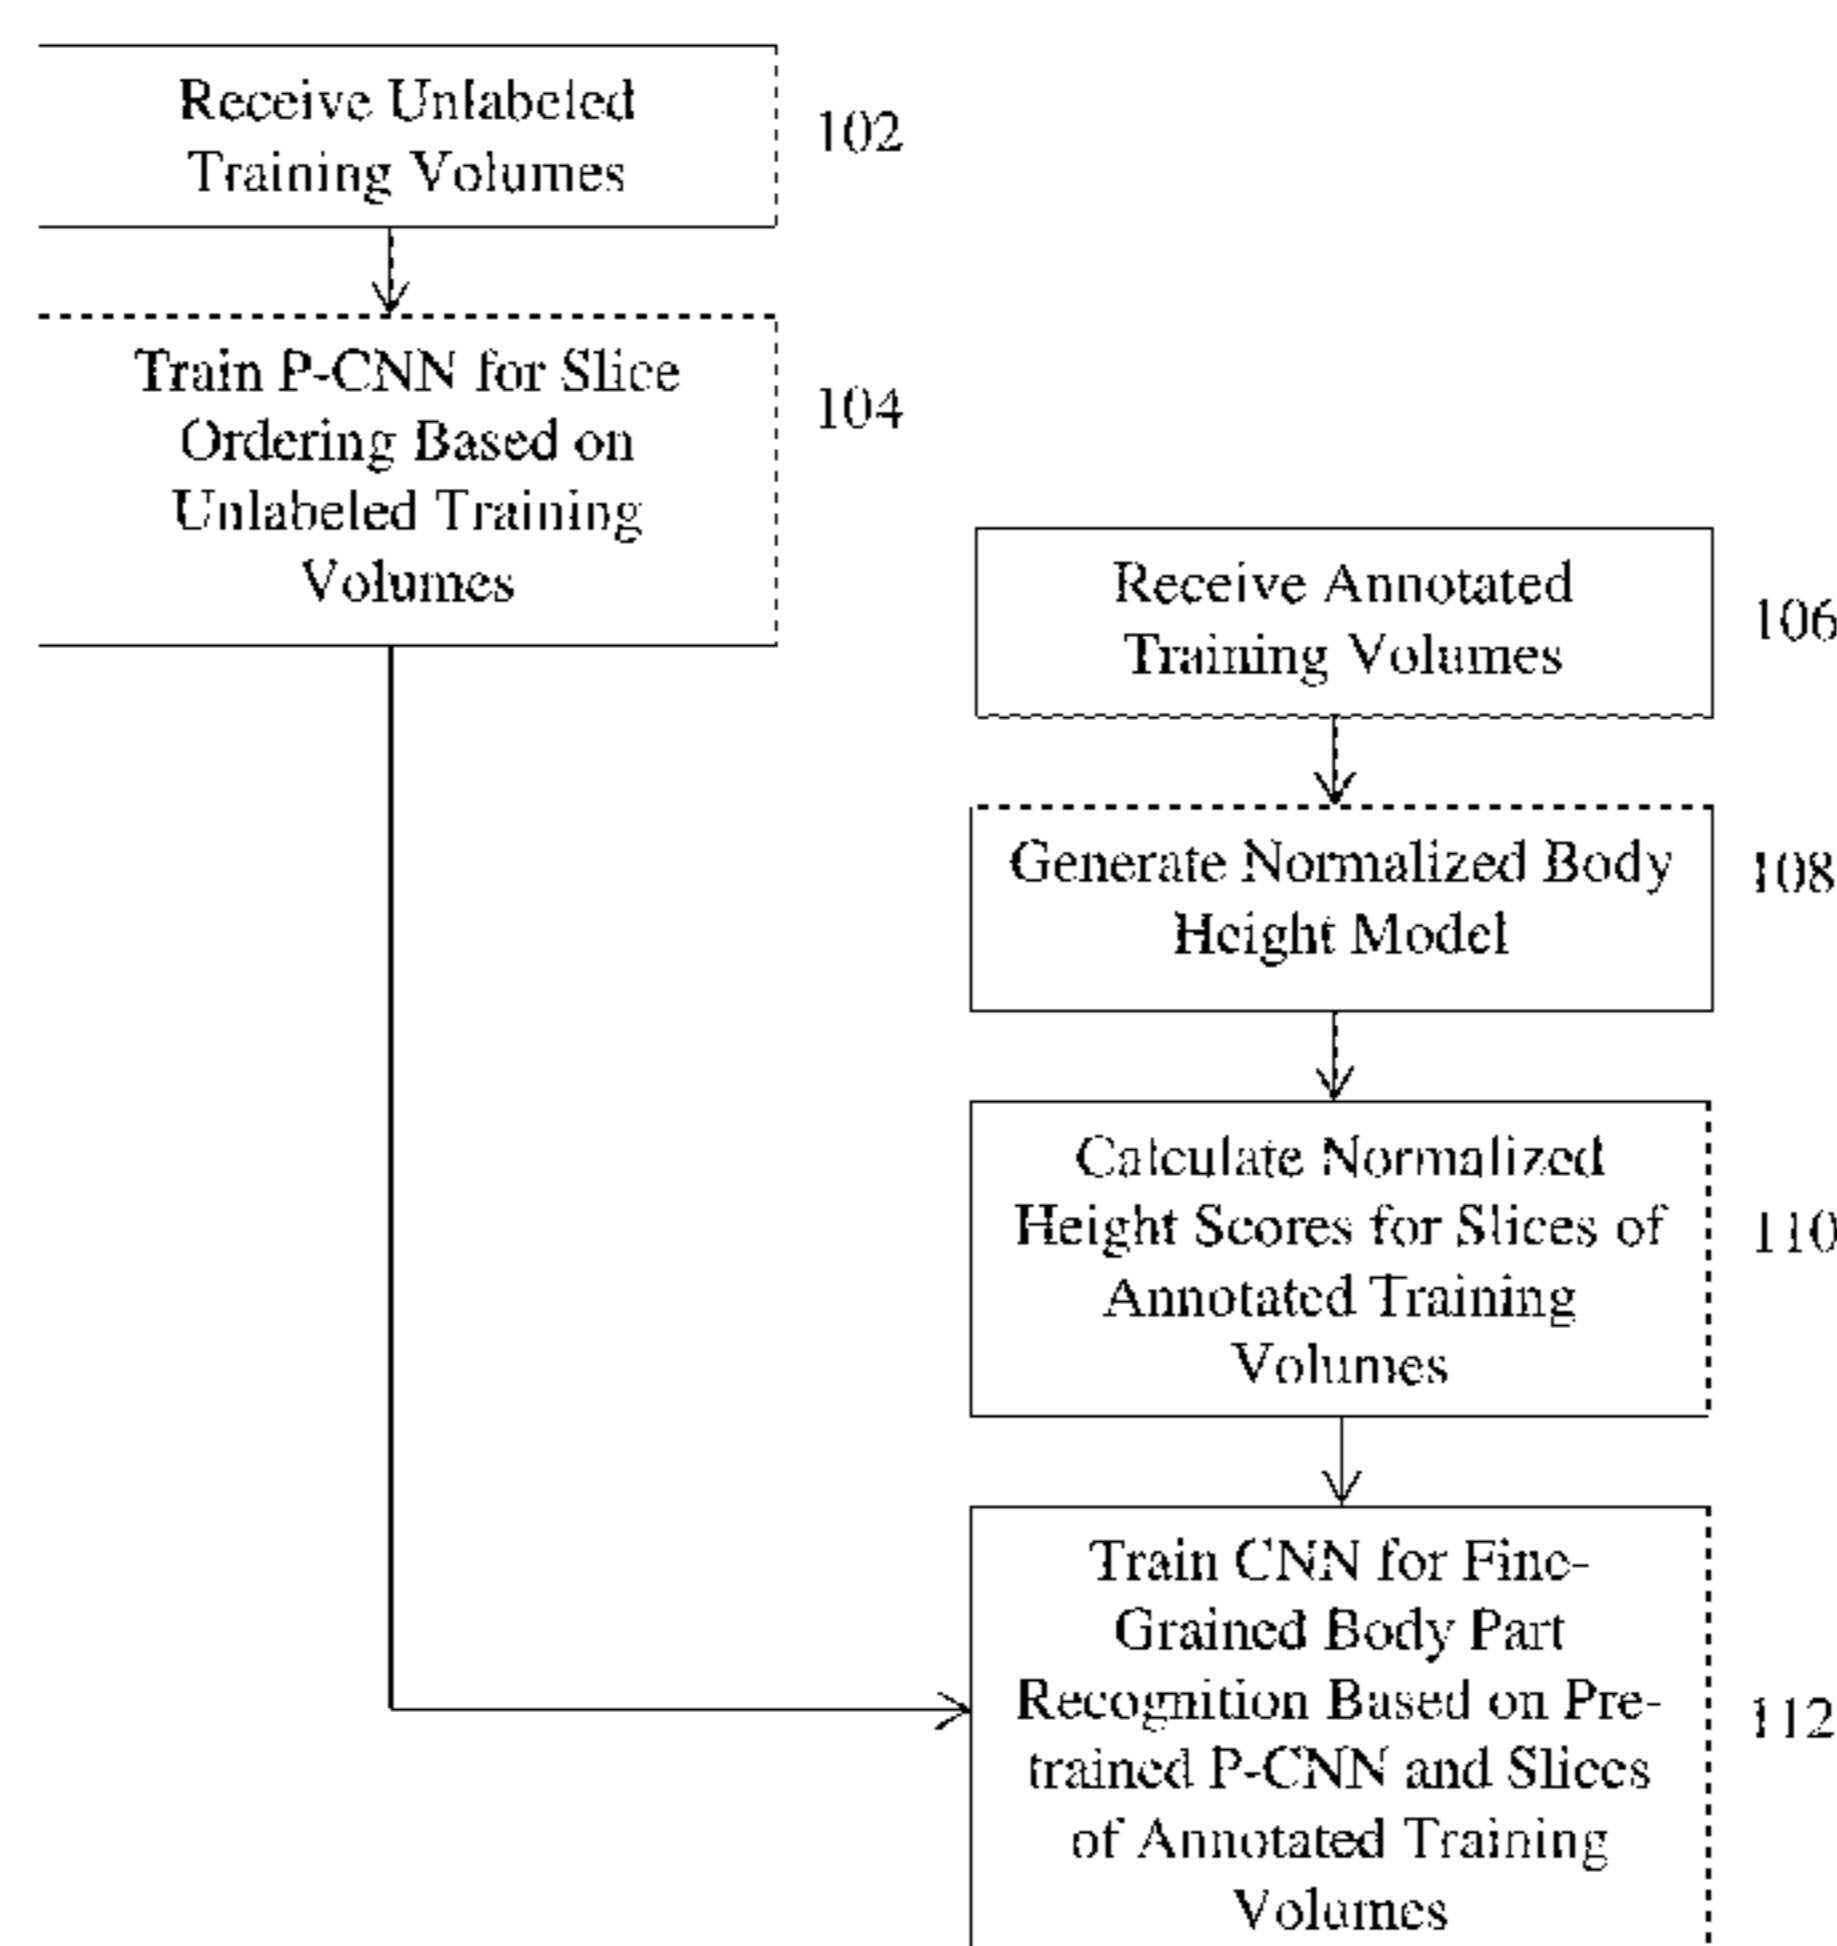 Receive Unlabeled
Training Volumes
102
Train P-CNN for Slice
Ordering Based on
Unlabeled Training
Volumes
104
Receive Annotated
Training Volumes
106
Generate Normalized Body
Height Model
108
Calculate Normalized
Height Scores for Slices of
Annotated Training
Volumes
110
Train CNN for Fine-
Grained Body Part
Recognition Based on Pre-
trained P-CNN and Slices
of Annotated Training
Volumes
112